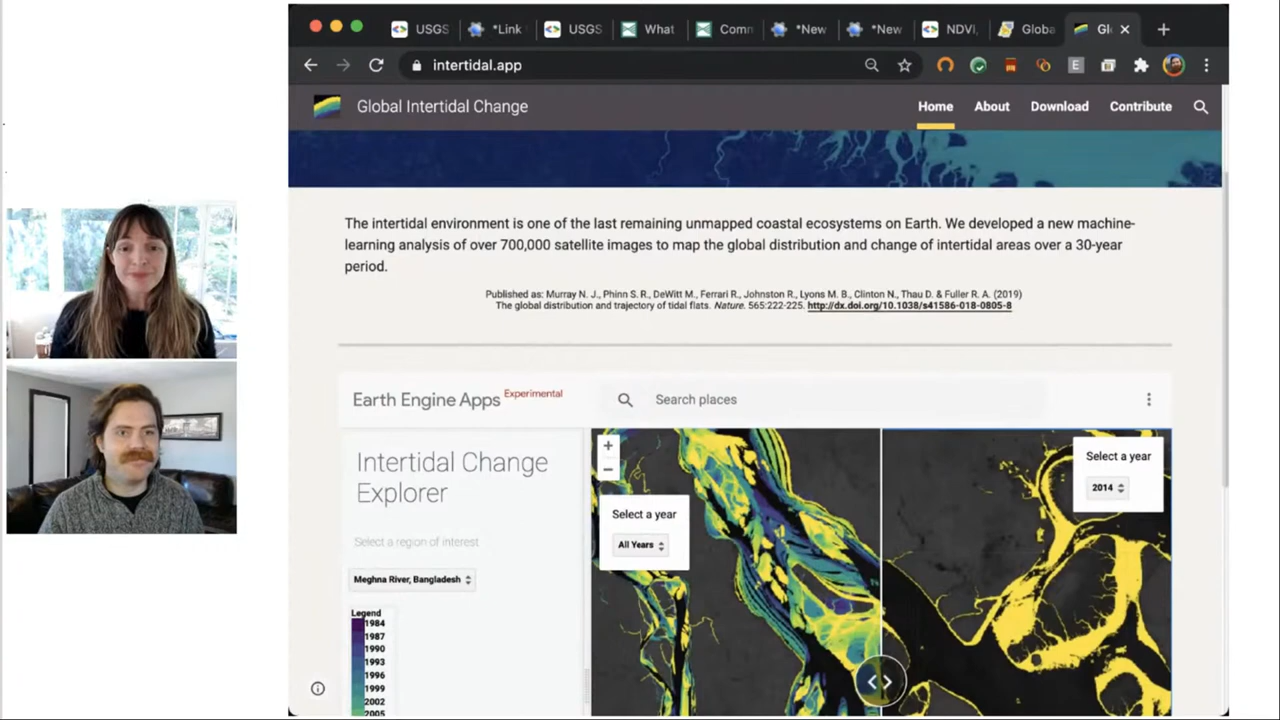 USGS
*Link
USGS
What
Comm
*New
*New
NDVI,
Globa
Glo
intertidal.app
E
Global Intertidal Change
Home
About
Download
Contribute
The intertidal environment is one of the last remaining unmapped coastal ecosystems on Earth. We developed a new machine-
learning analysis of over 700,000 satellite images to map the global distribution and change of intertidal areas over a 30-year
period.
Published as: Murray N. J., Phinn S. R., DeWitt M., Ferrari R., Johnston R., Lyons M. B., Clinton N., Thau D. & Fuller R. A. (2019)
The global distribution and trajectory of tidal flats. Nature. 565:222-225. http://dx.doi.org/10.1038/s41586-018-0805-8
Earth Engine Apps Experimental
Search places
Intertidal Change
Explorer
Select a region of interest
Meghna River, Bangladesh
Legend
1984
1987
1990
1993
1996
1999
2002
2005
+
−
Select a year
All Years
Select a year
2014